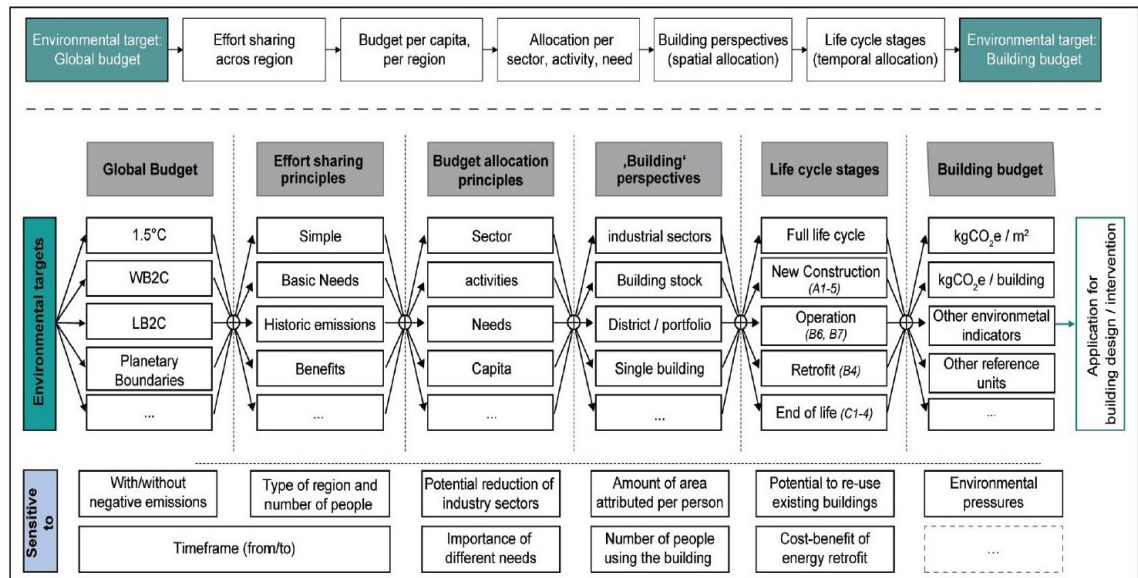 Environmental target:
Global budget
Effort sharing
acros region
Budget per capita,
per region
Allocation per
sector, activity, need
Building perspectives
(spatial allocation)
Life cycle stages
(temporal allocation)
Environmental target:
Building budget
Global Budget
Effort sharing
principles
Budget allocation
principles
‚Building‘
perspectives
Life cycle stages
Building budget
Environmental targets
1.5°C
WB2C
LB2C
Planetary
Boundaries
...
Simple
Basic Needs
Historic emissions
Benefits
...
Sector
activities
Needs
Capita
...
industrial sectors
Building stock
District / portfolio
Single building
...
Full life cycle
New Construction
(A1-5)
Operation
(B6, B7)
Retrofit (B4)
End of life (C1-4)
kgCO₂e / m²
kgCO₂e / building
Other environmetal
indicators
Other reference
units
...
Application for
building design / intervention
Sensitive
to
With/without
negative emissions
Type of region and
number of people
Timeframe (from/to)
Potential reduction of
industry sectors
Importance of
different needs
Amount of area
attributed per person
Number of people
using the building
Potential to re-use
existing buildings
Cost-benefit of
energy retrofit
Environmental
pressures
...